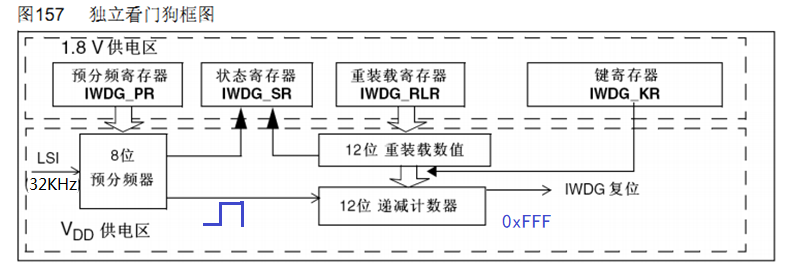 图157 独立看门狗框图
1.8 V供电区
预分频寄存器
IWDG_PR
状态寄存器
IWDG_SR
重装载寄存器
IWDG_RLR
键寄存器
IWDG_KR
LSI
(32KHz)
8位
预分频器
12位 重装载数值
12位 递减计数器
IWDG 复位
0xFFF
VDD 供电区